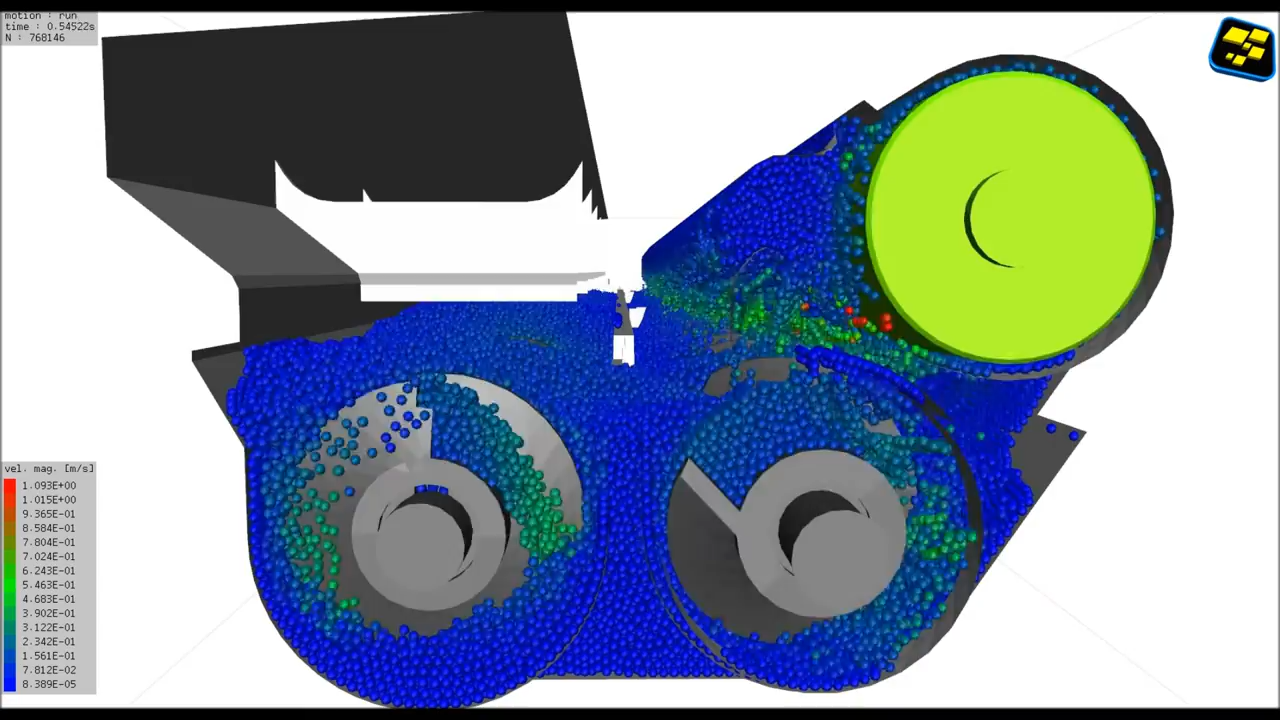 motion : run
time : 0.54522s
N : 768146
vel. mag. [m/s]
1.093E+00
1.015E+00
9.365E-01
8.584E-01
7.804E-01
7.024E-01
6.243E-01
5.463E-01
4.683E-01
3.902E-01
3.122E-01
2.342E-01
1.561E-01
7.812E-02
8.389E-05